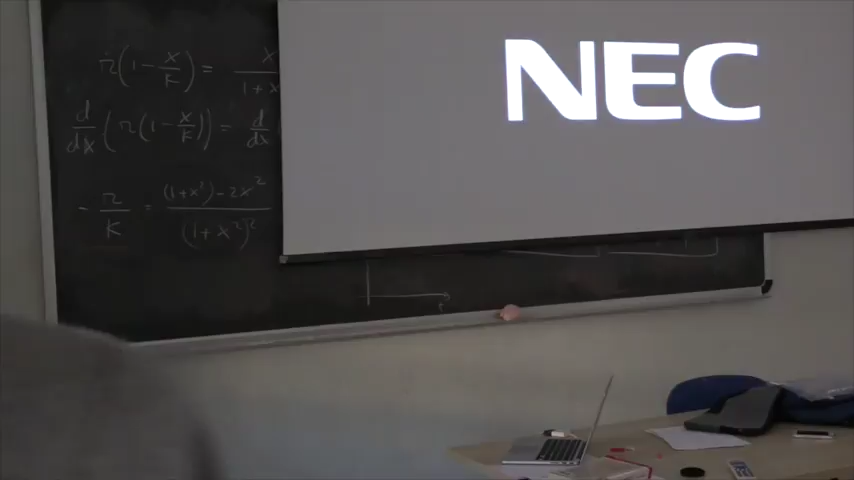 r(1-x/K) = x/1+x
d/dx(r(1-x/K)) = d/dx
- r/K = (1+x²)-2x²/(1+x²)²
NEC
t